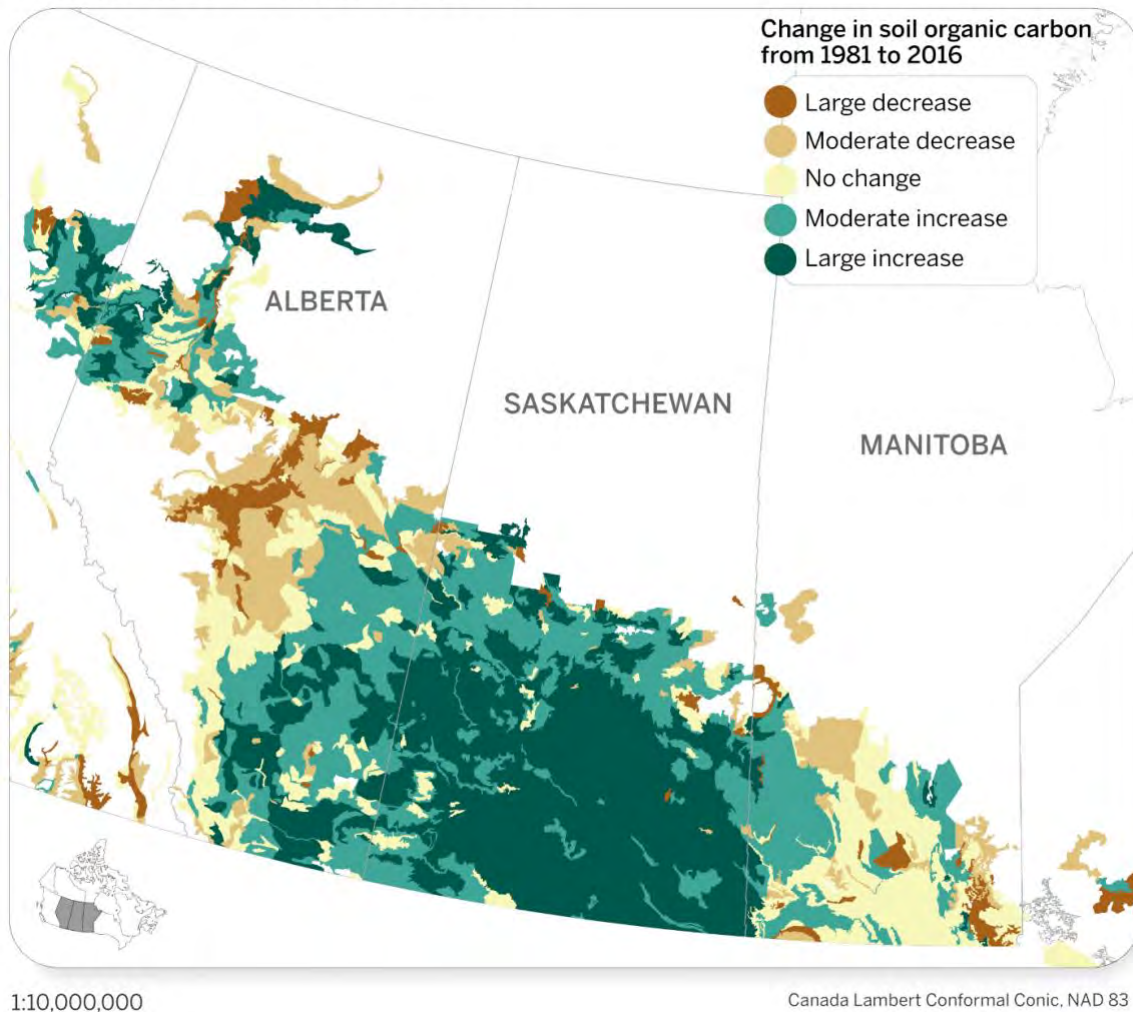 Change in soil organic carbon
from 1981 to 2016
Large decrease
Moderate decrease
No change
Moderate increase
Large increase
ALBERTA
SASKATCHEWAN
MANITOBA
1:10,000,000
Canada Lambert Conformal Conic, NAD 83